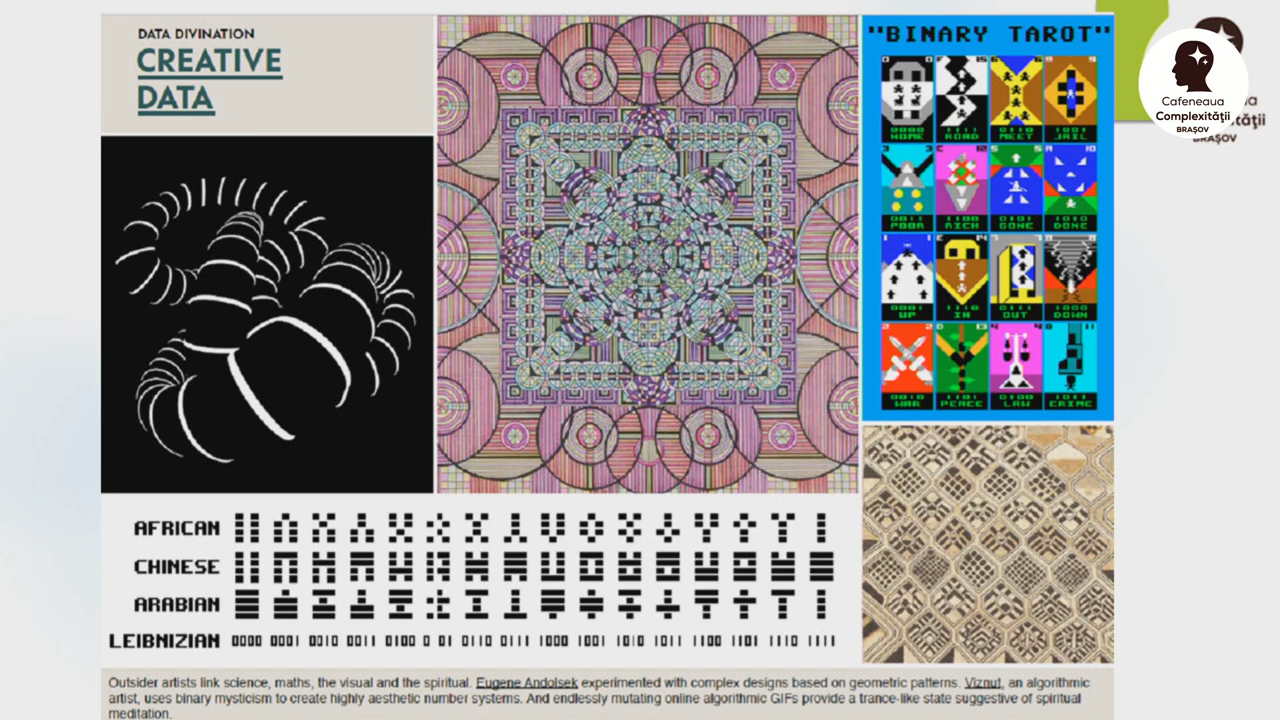 DATA DIVINATION
CREATIVE
DATA
"BINARY TAROT"
0000 1111 0110 1001
HOME ROAD MEET JAIL
0011 1100 0101 1010
POOR RICH GONE DONE
0001 1110 0111 1000
UP IN OUT DOWN
0010 1101 0100 1011
WAR PEACE LAW CRIME
Cafeneaua
Complexităţii
BRAŞOV
BRAŞOV
AFRICAN
CHINESE
ARABIAN
LEIBNIZIAN 0000 0001 0010 0011 0100 0 01 0110 0111 1000 1001 1010 1011 1100 1101 1110 1111
Outsider artists link science, maths, the visual and the spiritual. Eugene Andolsek experimented with complex designs based on geometric patterns. Viznut, an algorithmic
artist, uses binary mysticism to create highly aesthetic number systems. And endlessly mutating online algorithmic GIFs provide a trance-like state suggestive of spiritual
meditation.